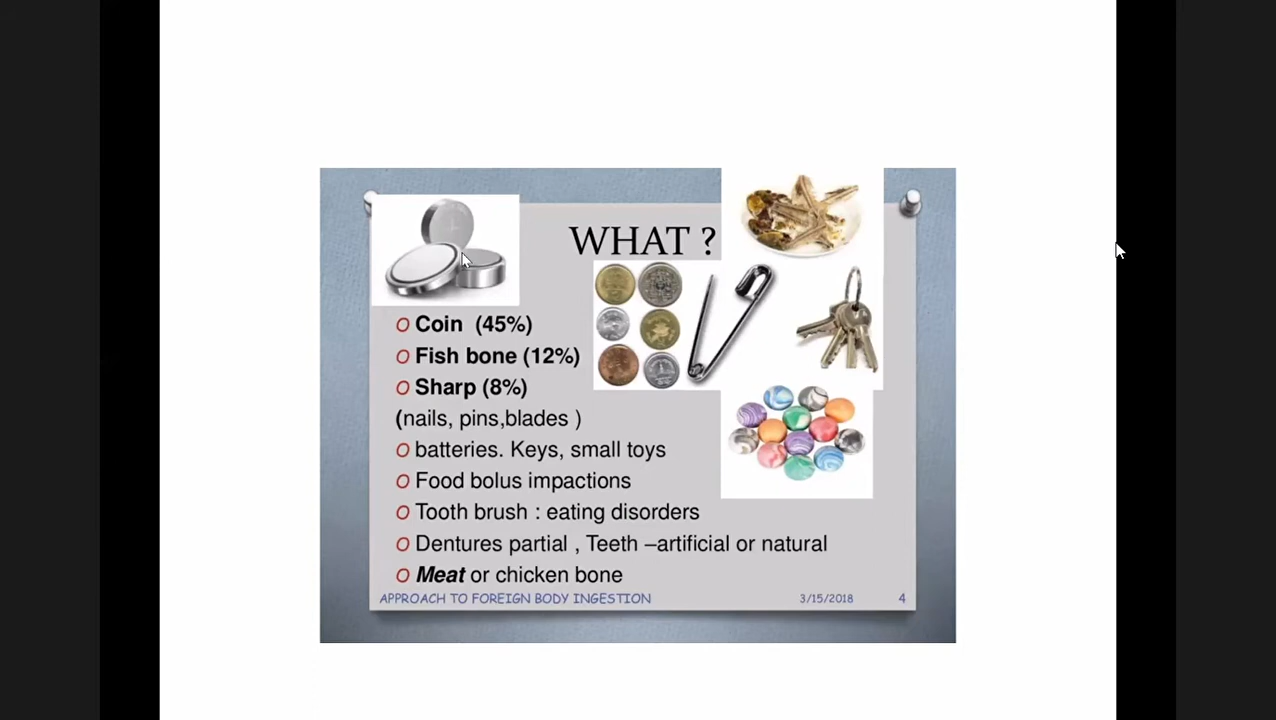 WHAT ?
O Coin (45%)
O Fish bone (12%)
O Sharp (8%)
(nails, pins,blades )
O batteries. Keys, small toys
O Food bolus impactions
O Tooth brush : eating disorders
O Dentures partial , Teeth –artificial or natural
O Meat or chicken bone
APPROACH TO FOREIGN BODY INGESTION 3/15/2018 4